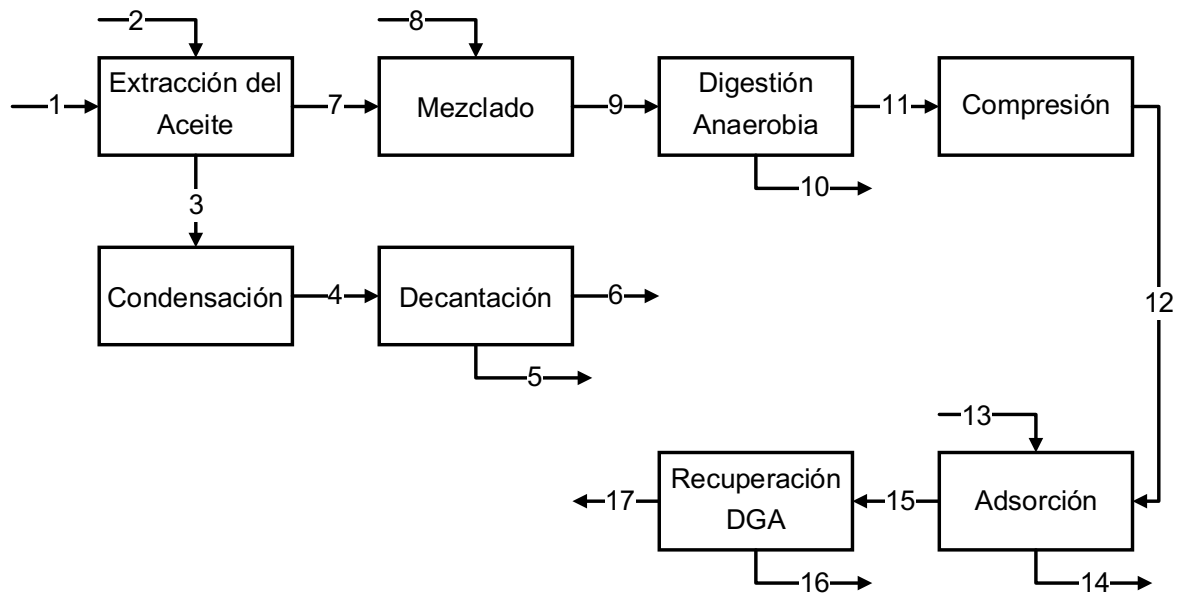 2
8
1
Extracción del
Aceite
7
Mezclado
9
Digestión
Anaerobia
11
Compresión
10
3
Condensación
4
Decantación
6
5
12
13
17
Recuperación
DGA
15
Adsorción
16
14